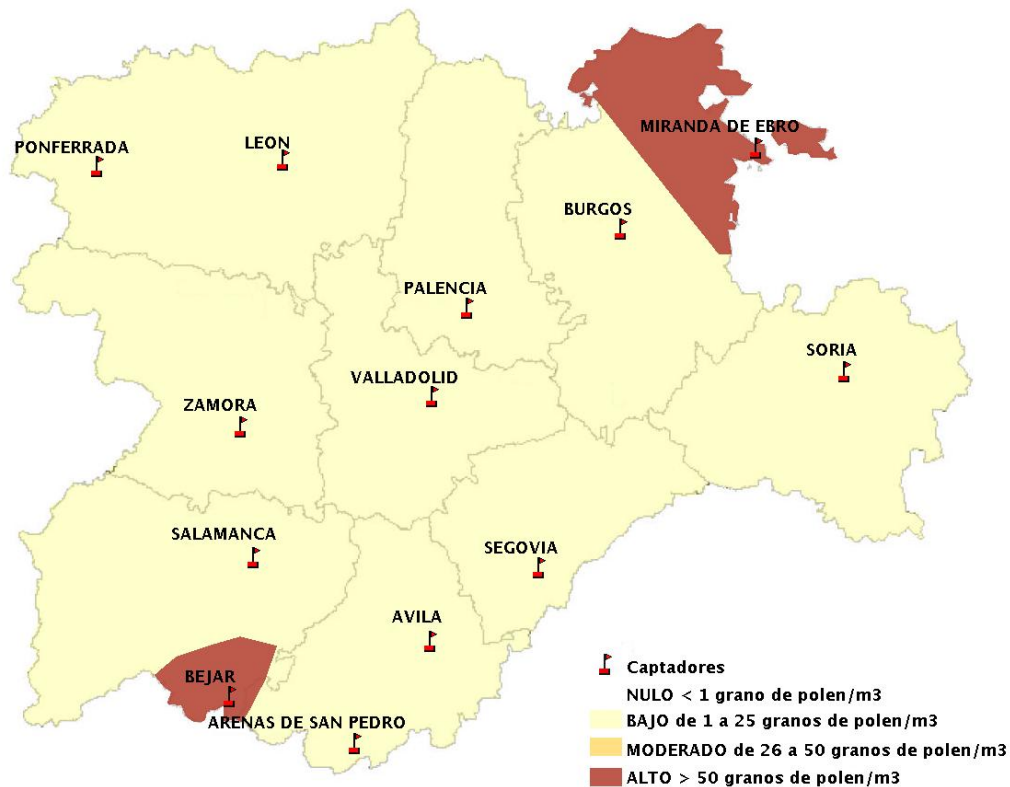 MIRANDA DE EBRO
PONFERRADA
LEON
BURGOS
PALENCIA
SORIA
VALLADOLID
ZAMORA
SALAMANCA
SEGOVIA
AVILA
BEJAR
ARENAS DE SAN PEDRO
Captadores
NULO < 1 grano de polen/m3
BAJO de 1 a 25 granos de polen/m3
MODERADO de 26 a 50 granos de polen/m3
ALTO > 50 granos de polen/m3